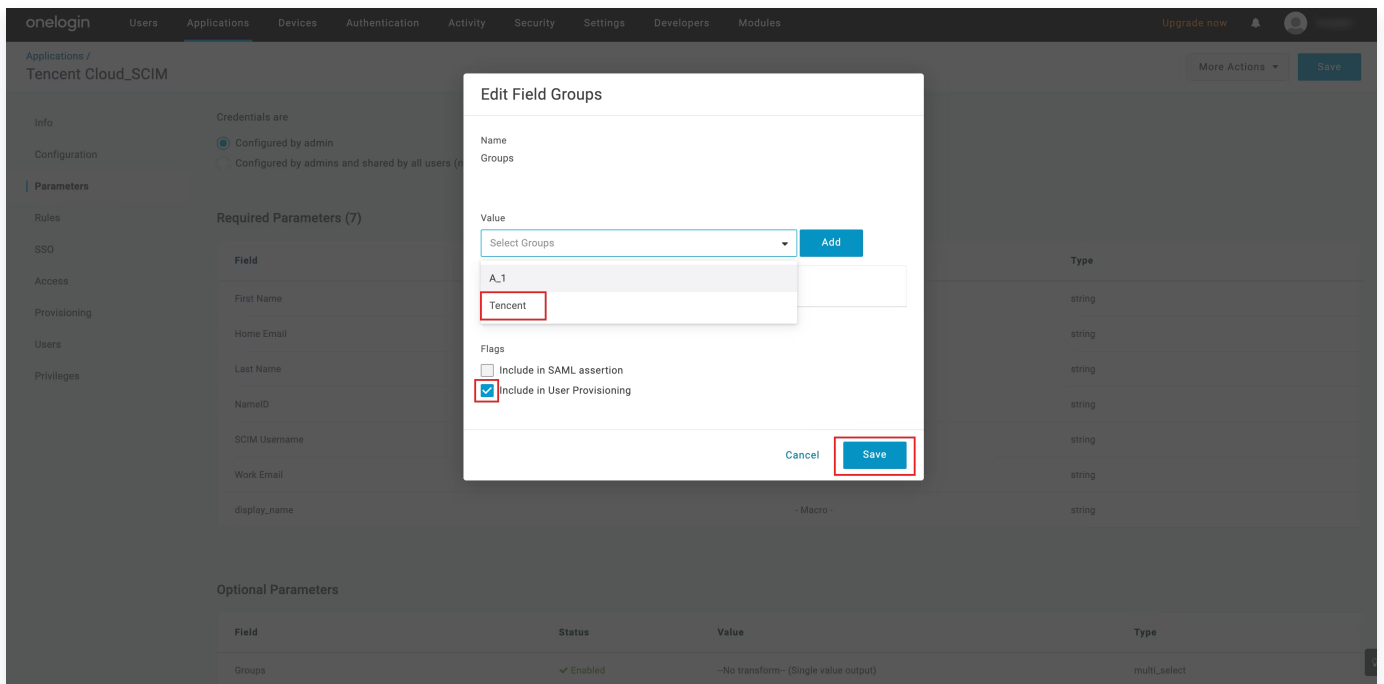 onelogin Users Applications Devices Authentication Activity Security Settings Developers Modules Upgrade now
Applications /
Tencent Cloud_SCIM
More Actions Save
Info
Configuration
Parameters
Rules
SSO
Access
Provisioning
Users
Privileges
Credentials are
Configured by admin
Configured by admins and shared by all users (n
Required Parameters (7)
Field Type
First Name string
Home Email string
Last Name string
NameID string
SCIM Username string
Work Email string
display_name - Macro - string
Optional Parameters
Field Status Value Type
Groups Enabled --No transform-- (Single value output) multi_select
Edit Field Groups
Name
Groups
Value
Select Groups Add
A_1
Tencent
Flags
Include in SAML assertion
Include in User Provisioning
Cancel Save